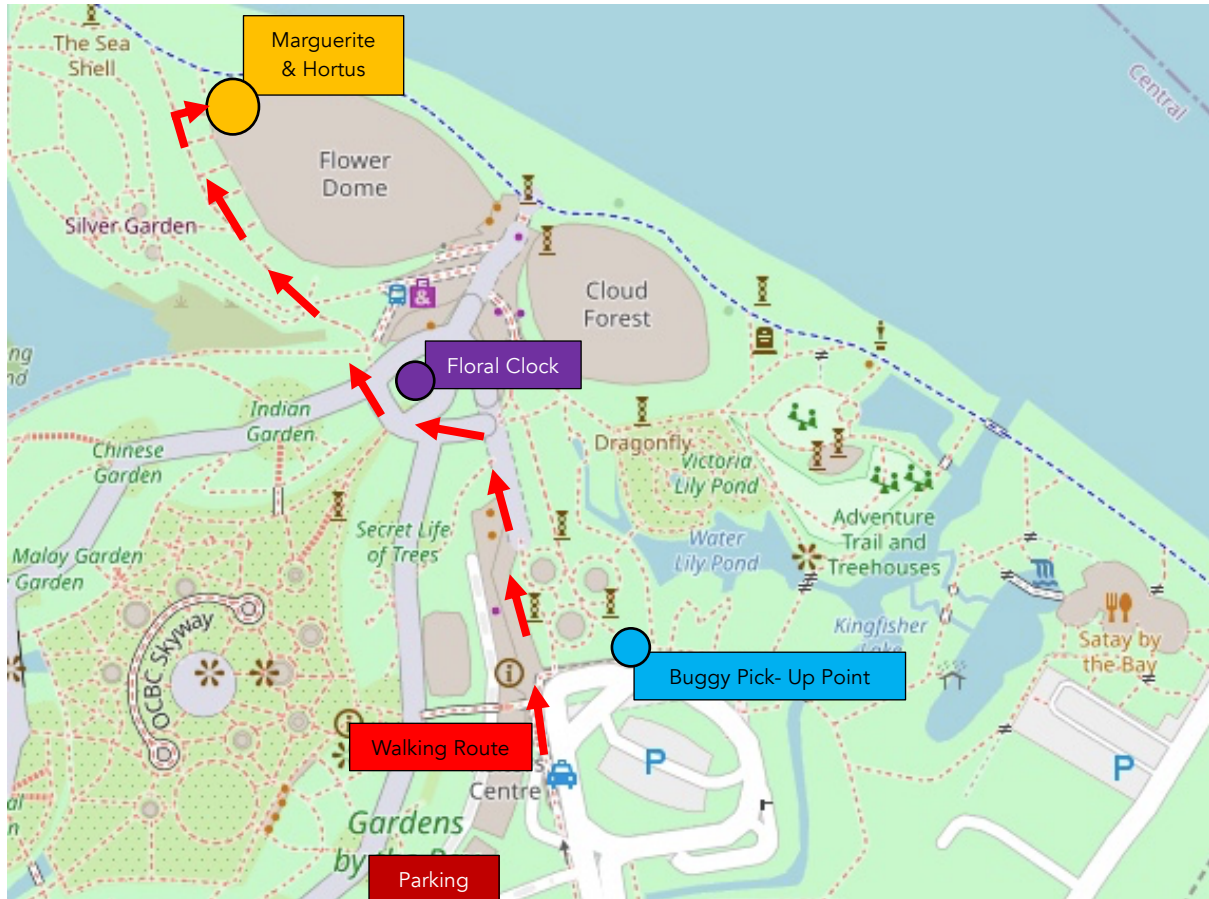 The Sea
Shell
Marguerite
& Hortus
Central
Flower
Dome
Silver Garden
Cloud
Forest
Floral Clock
Indian
Garden
Chinese
Garden
Dragonfly
Victoria
Lily Pond
Secret Life
of Trees
Water
Lily Pond
Adventure
Trail and
Treehouses
Malay Garden
Garden
OCBC Skyway
Kingfisher
Lake
Satay by
the Bay
Buggy Pick- Up Point
Walking Route
Centre
P
P
Gardens
by the B
Parking